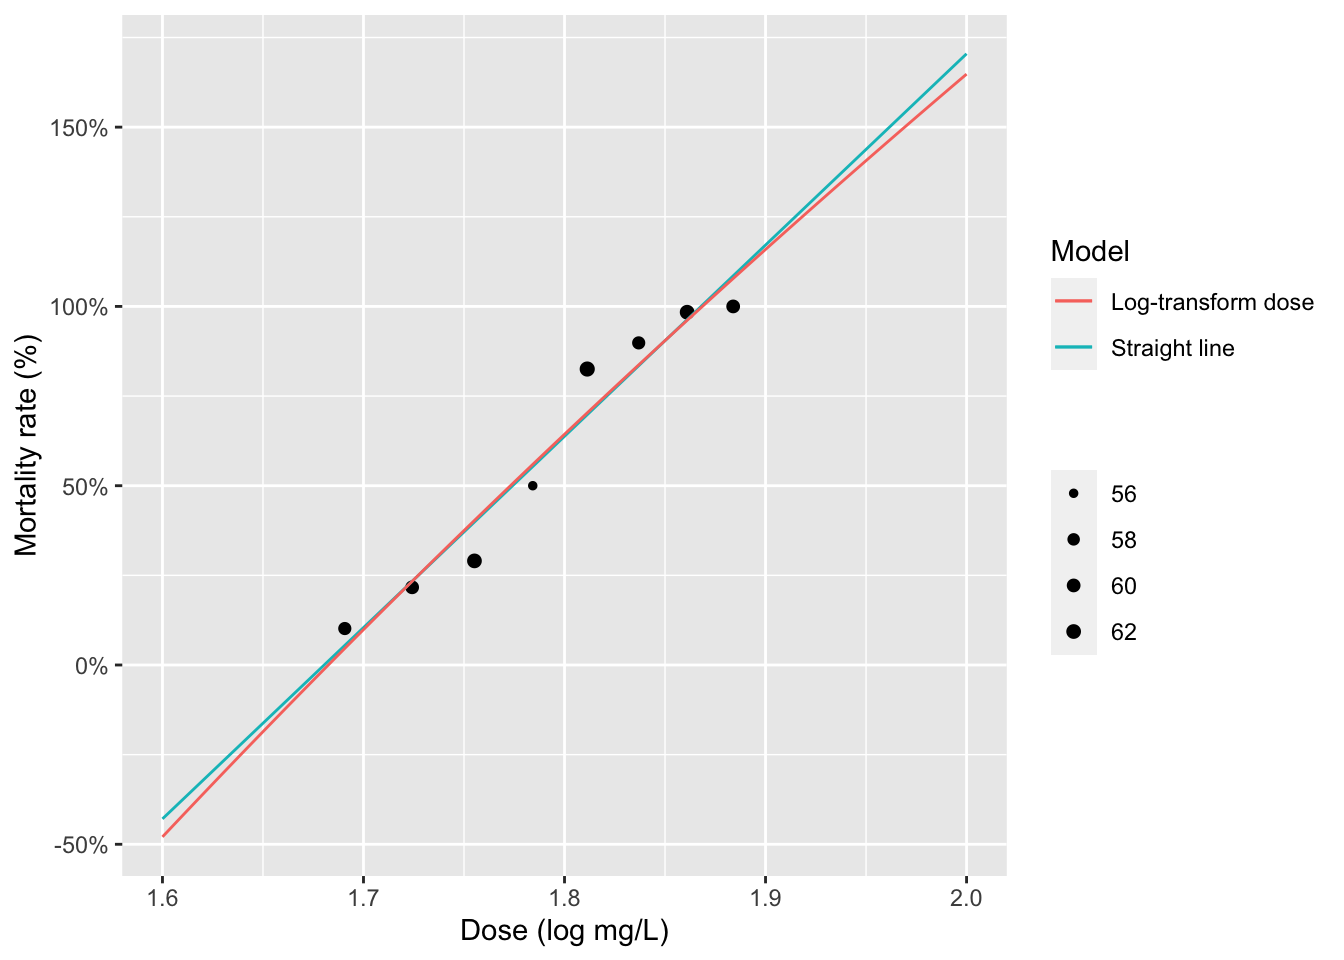 150%
100%
50%
0%
-50%
Mortality rate (%)
1.6 1.7 1.8 1.9 2.0
Dose (log mg/L)
Model
Log-transform dose
Straight line
56
58
60
62